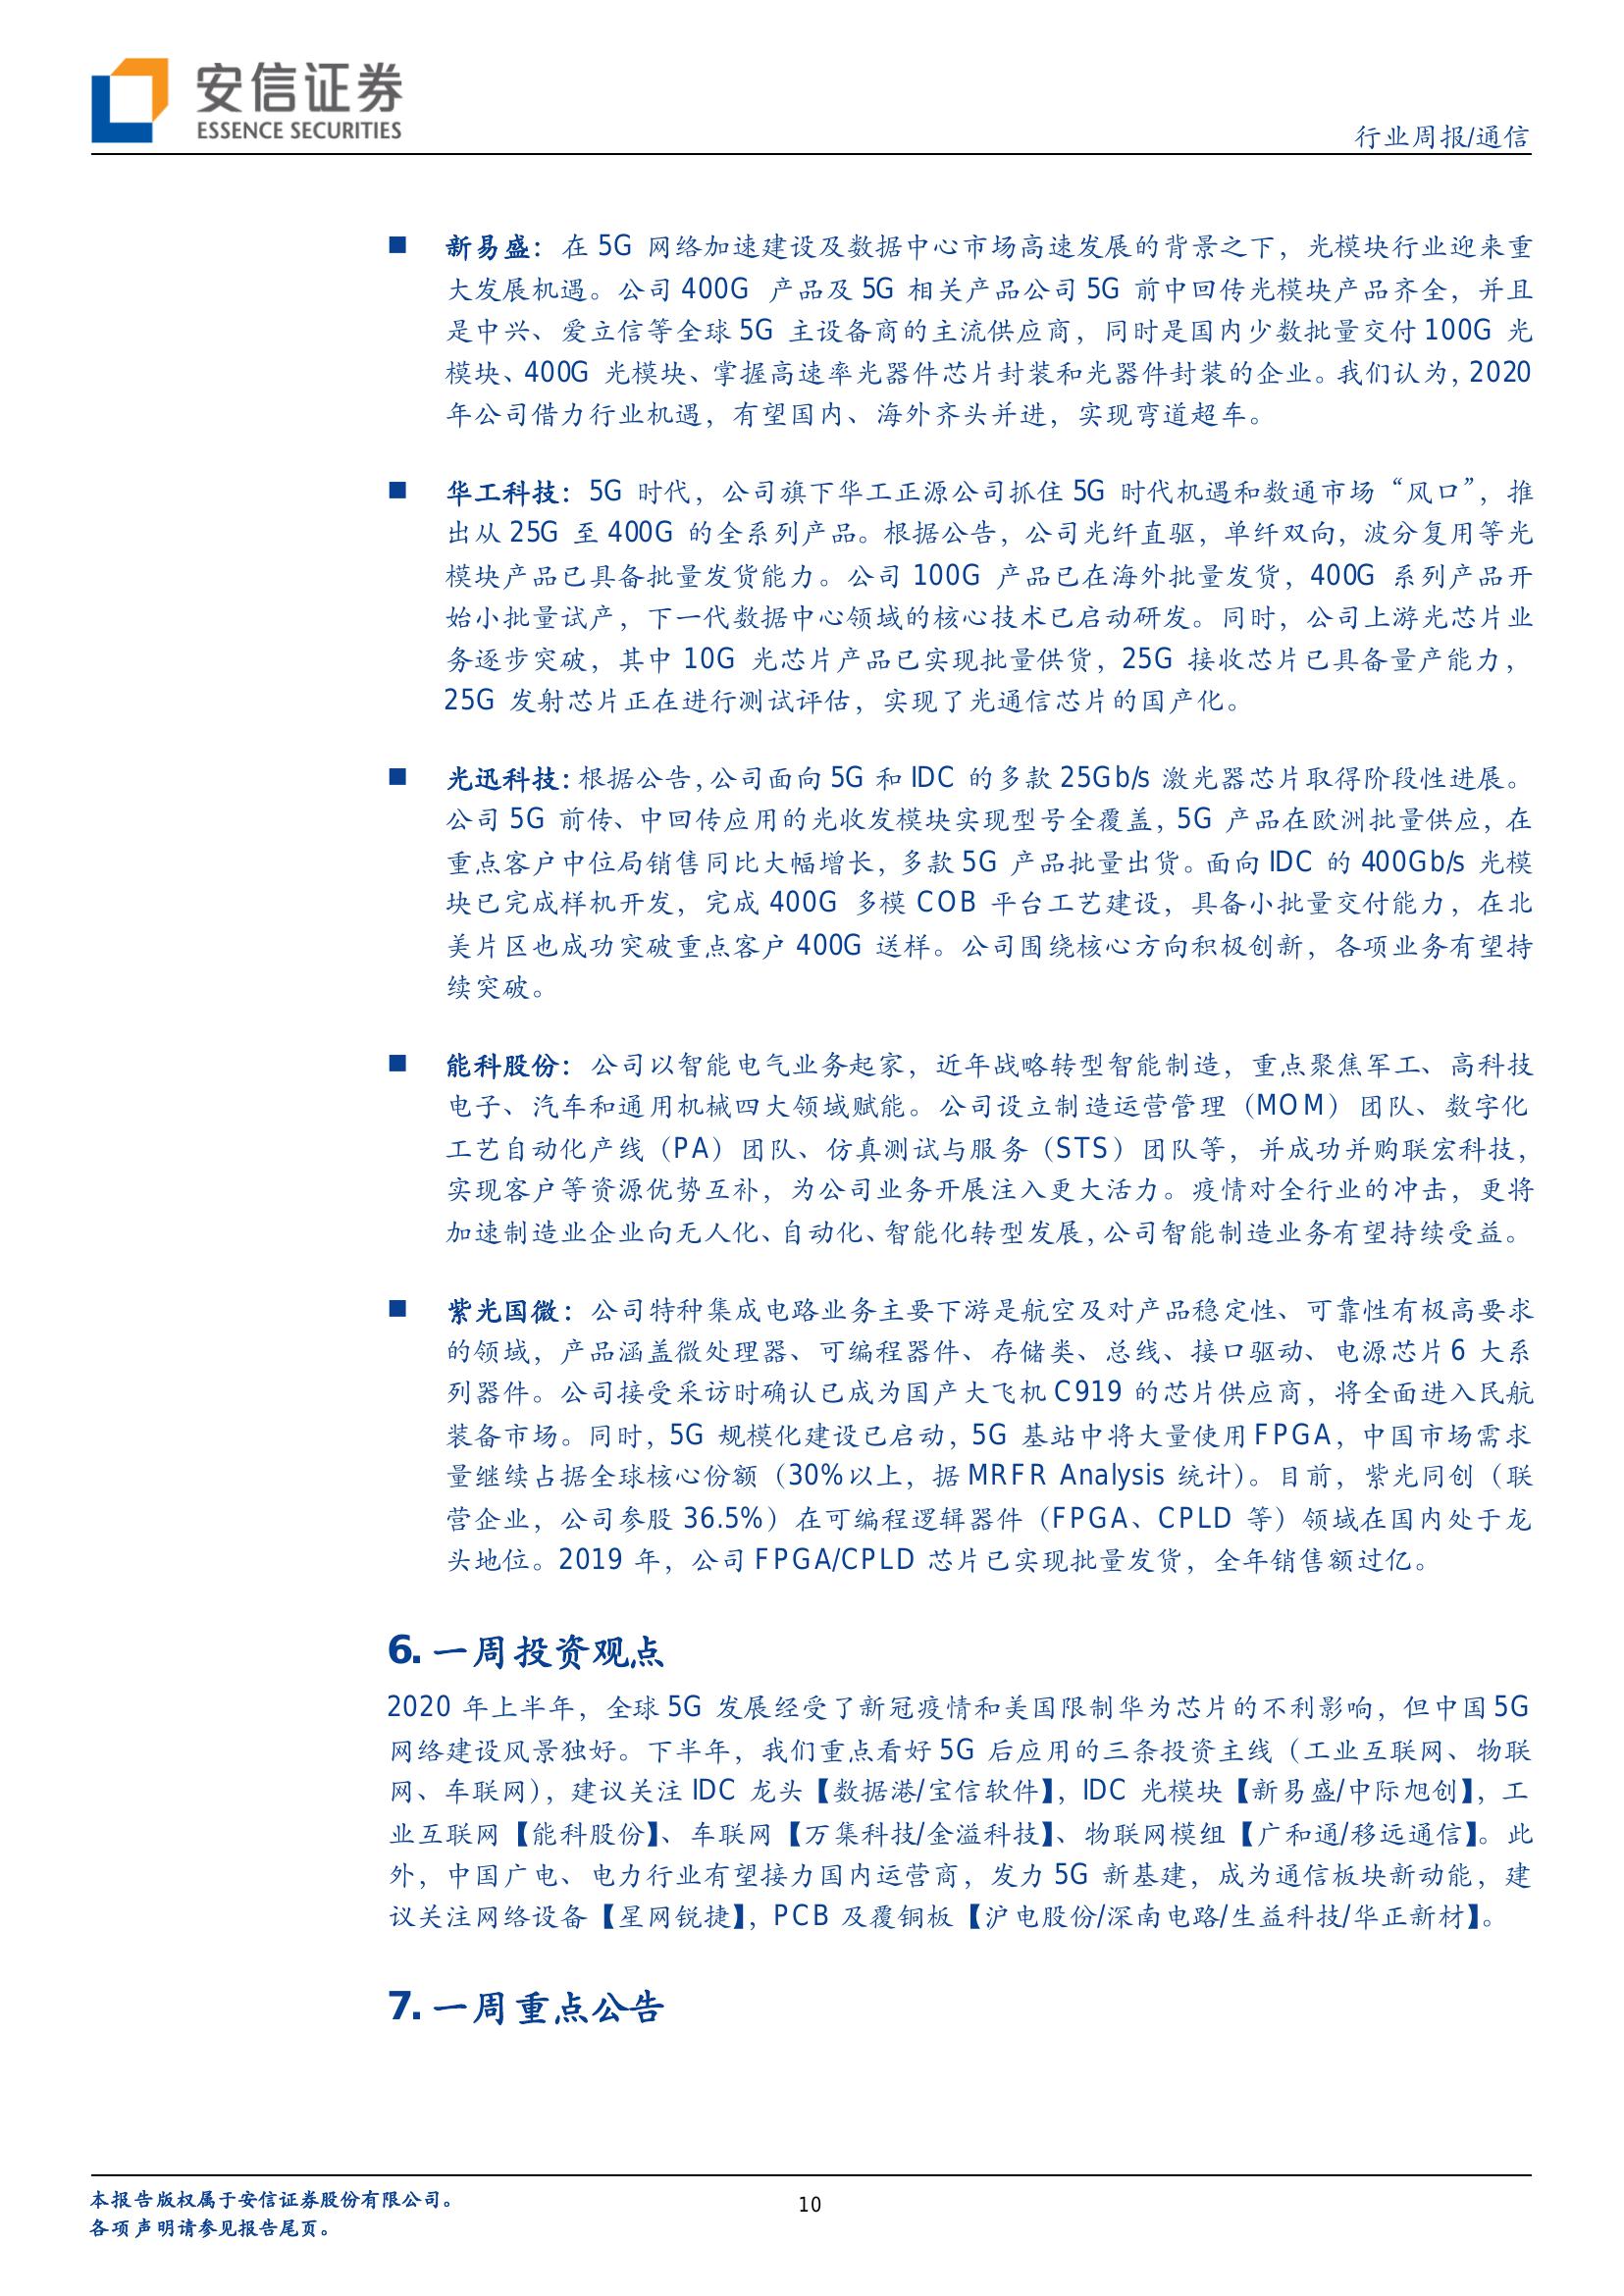 安信证券
ESSENCE SECURITIES
行业周报/通信
■ 新易盛：在 5G 网络加速建设及数据中心市场高速发展的背景之下，光模块行业迎来重
大发展机遇。公司 400G 产品及 5G 相关产品公司 5G 前中回传光模块产品齐全，并且
是中兴、爱立信等全球 5G 主设备商的主流供应商，同时是国内少数批量交付 100G 光
模块、400G 光模块、掌握高速率光器件芯片封装和光器件封装的企业。我们认为，2020
年公司借力行业机遇，有望国内、海外齐头并进，实现弯道超车。
■ 华工科技：5G 时代，公司旗下华工正源公司抓住 5G 时代机遇和数通市场“风口”，推
出从 25G 至 400G 的全系列产品。根据公告，公司光纤直驱，单纤双向，波分复用等光
模块产品已具备批量发货能力。公司 100G 产品已在海外批量发货，400G 系列产品开
始小批量试产，下一代数据中心领域的核心技术已启动研发。同时，公司上游光芯片业
务逐步突破，其中 10G 光芯片产品已实现批量供货，25G 接收芯片已具备量产能力，
25G 发射芯片正在进行测试评估，实现了光通信芯片的国产化。
■ 光迅科技：根据公告，公司面向 5G 和 IDC 的多款 25Gb/s 激光器芯片取得阶段性进展。
公司 5G 前传、中回传应用的光收发模块实现型号全覆盖，5G 产品在欧洲批量供应，在
重点客户中位局销售同比大幅增长，多款 5G 产品批量出货。面向 IDC 的 400Gb/s 光模
块已完成样机开发，完成 400G 多模 COB 平台工艺建设，具备小批量交付能力，在北
美片区也成功突破重点客户 400G 送样。公司围绕核心方向积极创新，各项业务有望持
续突破。
■ 能科股份：公司以智能电气业务起家，近年战略转型智能制造，重点聚焦军工、高科技
电子、汽车和通用机械四大领域赋能。公司设立制造运营管理（MOM）团队、数字化
工艺自动化产线（PA）团队、仿真测试与服务（STS）团队等，并成功并购联宏科技，
实现客户等资源优势互补，为公司业务开展注入更大活力。疫情对全行业的冲击，更将
加速制造业企业向无人化、自动化、智能化转型发展，公司智能制造业务有望持续受益。
■ 紫光国微：公司特种集成电路业务主要下游是航空及对产品稳定性、可靠性有极高要求
的领域，产品涵盖微处理器、可编程器件、存储类、总线、接口驱动、电源芯片 6 大系
列器件。公司接受采访时确认已成为国产大飞机 C919 的芯片供应商，将全面进入民航
装备市场。同时，5G 规模化建设已启动，5G 基站中将大量使用 FPGA，中国市场需求
量继续占据全球核心份额（30%以上，据 MRFR Analysis 统计）。目前，紫光同创（联
营企业，公司参股 36.5%）在可编程逻辑器件（FPGA、CPLD 等）领域在国内处于龙
头地位。2019 年，公司 FPGA/CPLD 芯片已实现批量发货，全年销售额过亿。
6. 一周投资观点
2020 年上半年，全球 5G 发展经受了新冠疫情和美国限制华为芯片的不利影响，但中国 5G
网络建设风景独好。下半年，我们重点看好 5G 后应用的三条投资主线（工业互联网、物联
网、车联网），建议关注 IDC 龙头【数据港/宝信软件】，IDC 光模块【新易盛/中际旭创】，工
业互联网【能科股份】、车联网【万集科技/金溢科技】、物联网模组【广和通/移远通信】。此
外，中国广电、电力行业有望接力国内运营商，发力 5G 新基建，成为通信板块新动能，建
议关注网络设备【星网锐捷】，PCB 及覆铜板【沪电股份/深南电路/生益科技/华正新材】。
7. 一周重点公告
本报告版权属于安信证券股份有限公司。
10
各项声明请参见报告尾页。